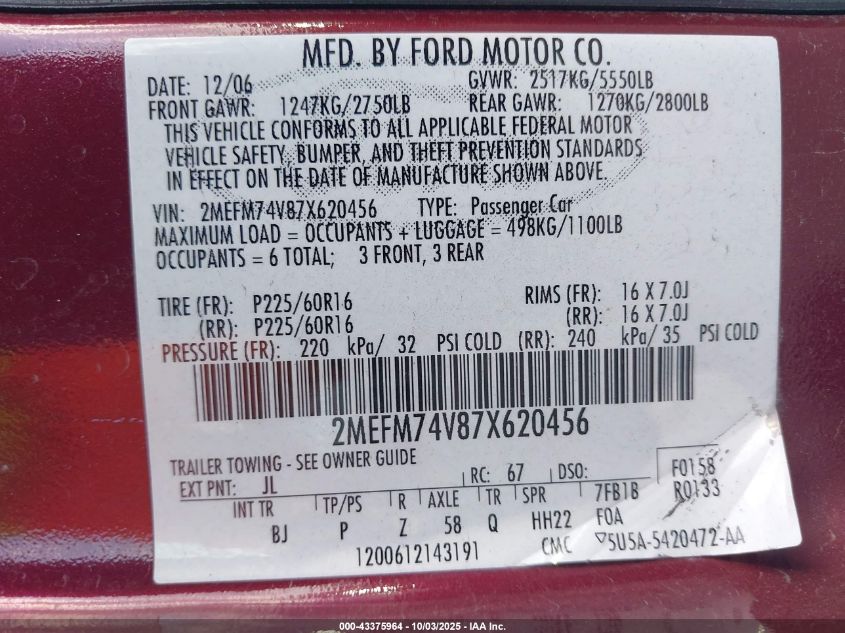 MFD. BY FORD MOTOR CO.
DATE: 12/06 GVWR: 2517KG/5550LB
FRONT GAWR: 1247KG/2750LB REAR GAWR: 1270KG/2800LB
THIS VEHICLE CONFORMS TO ALL APPLICABLE FEDERAL MOTOR
VEHICLE SAFETY, BUMPER, AND THEFT PREVENTION STANDARDS
IN EFFECT ON THE DATE OF MANUFACTURE SHOWN ABOVE.
VIN: 2MEFM74V87X620456 TYPE: Passenger Car
MAXIMUM LOAD = OCCUPANTS + LUGGAGE = 498KG/1100LB
OCCUPANTS = 6 TOTAL; 3 FRONT, 3 REAR
TIRE (FR): P225/60R16 RIMS (FR): 16 X 7.0J
(RR): P225/60R16 (RR): 16 X 7.0J
PRESSURE (FR): 220 kPa/ 32 PSI COLD (RR): 240 kPa/ 35 PSI COLD
2MEFM74V87X620456
TRAILER TOWING - SEE OWNER GUIDE
EXT PNT: JL RC: 67 DSO: F0158
INT TR TP/PS R AXLE TR SPR 7FB1B R0133
BJ P Z 58 Q HH22 FOA
1200612143191 CMC ▽5U5A-5420472-AA
000-43375964 - 10/03/2025 - IAA Inc.